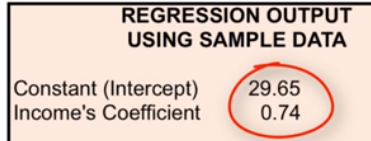 REGRESSION OUTPUT
USING SAMPLE DATA
Constant (Intercept) 29.65
Income's Coefficient 0.74